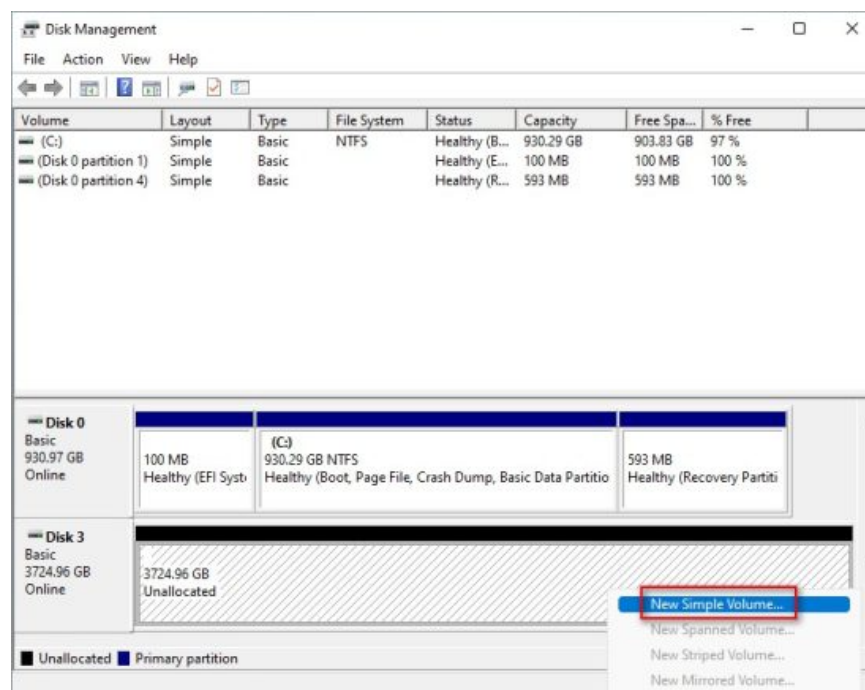 Disk Management
File Action View Help
Volume Layout Type File System Status Capacity Free Spa... % Free
(C:) Simple Basic NTFS Healthy (B... 930.29 GB 903.83 GB 97 %
(Disk 0 partition 1) Simple Basic Healthy (E... 100 MB 100 MB 100 %
(Disk 0 partition 4) Simple Basic Healthy (R... 593 MB 593 MB 100 %
Disk 0
Basic
930.97 GB
Online
100 MB
Healthy (EFI Syst
(C:)
930.29 GB NTFS
Healthy (Boot, Page File, Crash Dump, Basic Data Partitio
593 MB
Healthy (Recovery Partiti
Disk 3
Basic
3724.96 GB
Online
3724.96 GB
Unallocated
New Simple Volume...
New Spanned Volume...
New Striped Volume...
New Mirrored Volume...
Unallocated Primary partition